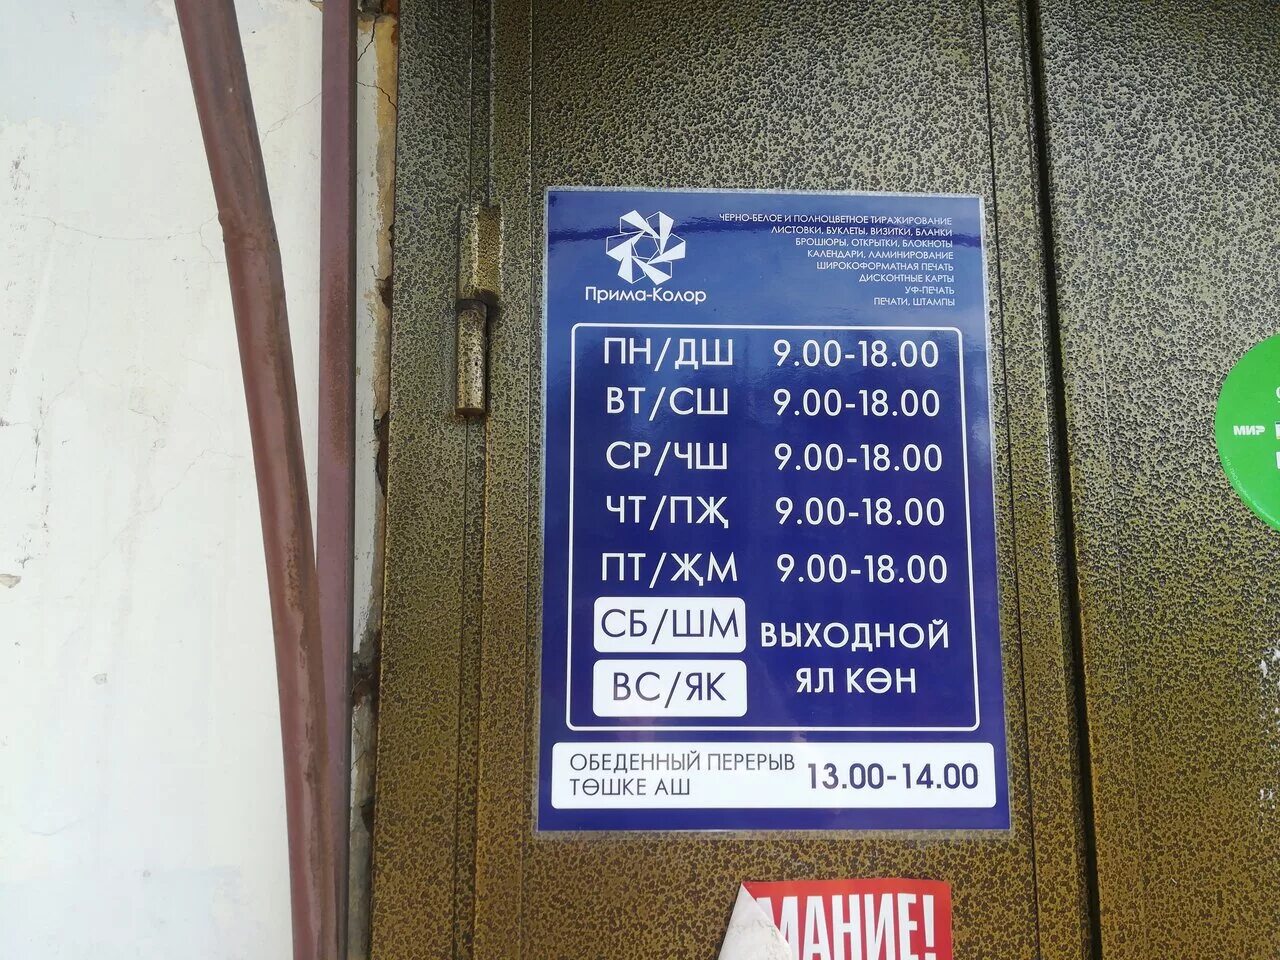 ЧЕРНО-БЕЛОЕ И ПОЛНОЦВЕТНОЕ ТИРАЖИРОВАНИЕ
ЛИСТОВКИ, БУКЛЕТЫ, ВИЗИТКИ, БЛАНКИ
БРОШЮРЫ, ОТКРЫТКИ, БЛОКНОТЫ
КАЛЕНДАРИ, ЛАМИНИРОВАНИЕ
ШИРОКОФОРМАТНАЯ ПЕЧАТЬ
ДИСКОНТНЫЕ КАРТЫ
УФ-ПЕЧАТЬ
ПЕЧАТИ, ШТАМПЫ
Прима-Колор
ПН/ДШ 9.00-18.00
ВТ/СШ 9.00-18.00
СР/ЧШ 9.00-18.00
ЧТ/ПҖ 9.00-18.00
ПТ/ҖМ 9.00-18.00
СБ/ШМ
ВС/ЯК
ВЫХОДНОЙ
ЯЛ КӨН
ОБЕДЕННЫЙ ПЕРЕРЫВ
ТӨШКЕ АШ
13.00-14.00
МИР
МАНИЕ!